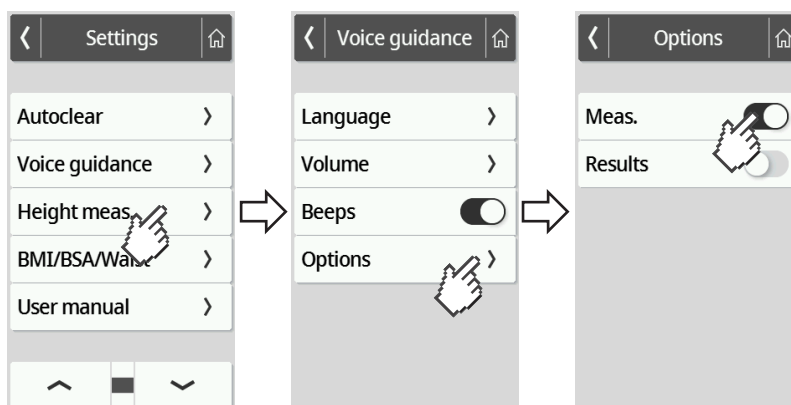 Settings
Autoclear
Voice guidance
Height meas.
BMI/BSA/Waist
User manual
Voice guidance
Language
Volume
Beeps
Options
Options
Meas.
Results